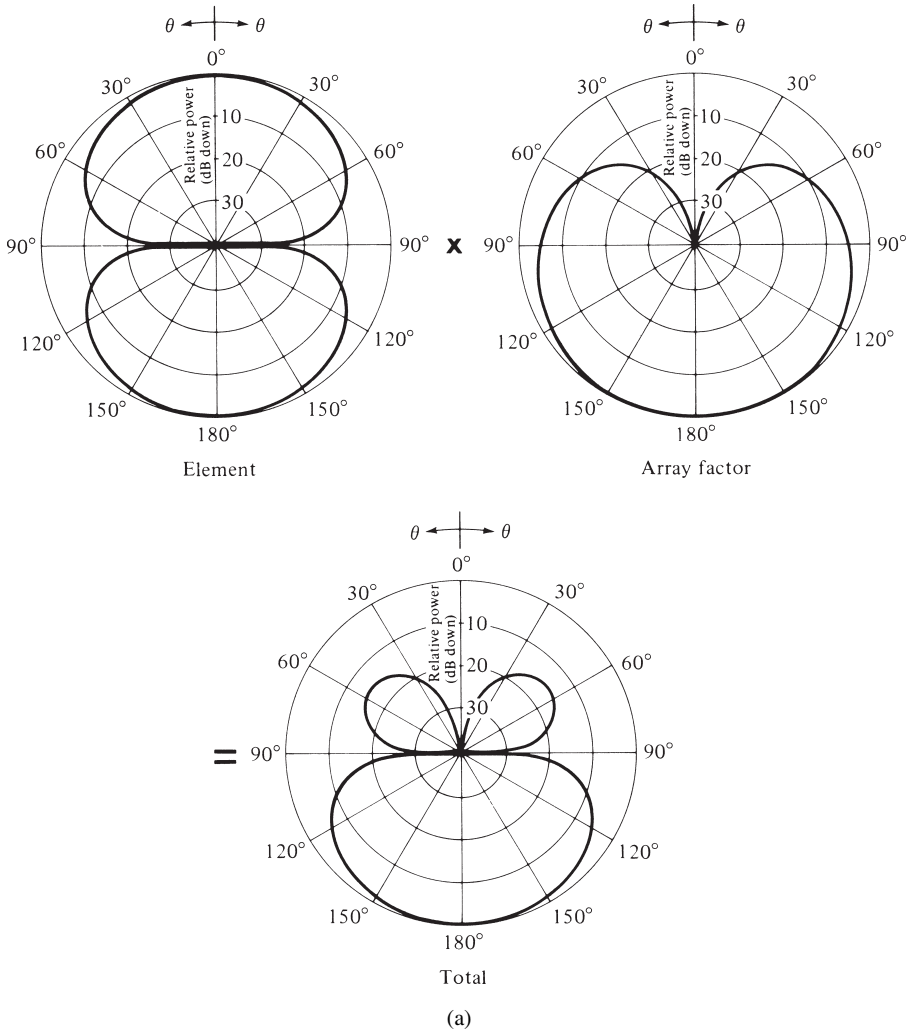 θ θ
0°
30° 30°
60° 60°
90° 90°
120° 120°
150° 150°
180°
Relative power
(dB down)
10
20
30
Element
x
θ θ
0°
30° 30°
60° 60°
90° 90°
120° 120°
150° 150°
180°
Relative power
(dB down)
10
20
30
Array factor
=
θ θ
0°
30° 30°
60° 60°
90° 90°
120° 120°
150° 150°
180°
Relative power
(dB down)
10
20
30
Total
(a)